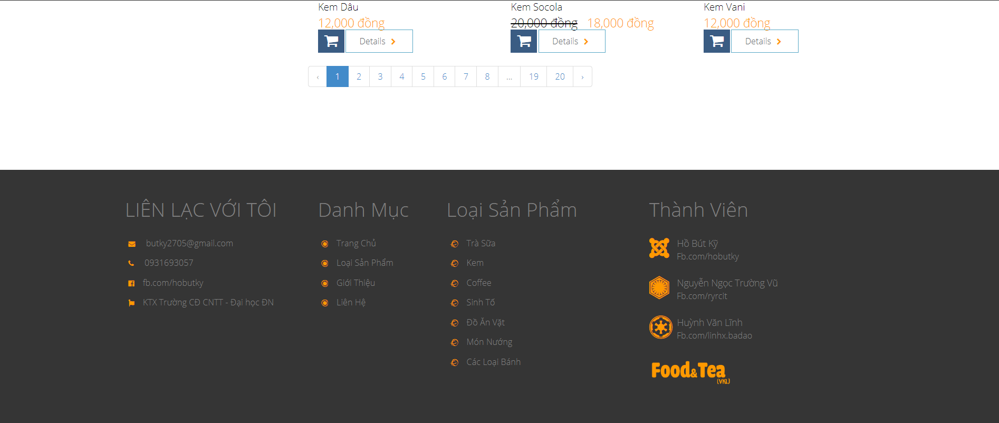 Kem Dâu
12,000 đồng
Details
Kem Socola
20,000 đồng 18,000 đồng
Details
Kem Vani
12,000 đồng
Details
‹ 1 2 3 4 5 6 7 8 ... 19 20 ›
LIÊN LẠC VỚI TÔI
butky2705@gmail.com
0931693057
fb.com/hobutky
KTX Trường CĐ CNTT - Đại học ĐN
Danh Mục
Trang Chủ
Loại Sản Phẩm
Giới Thiệu
Liên Hệ
Loại Sản Phẩm
Trà Sữa
Kem
Coffee
Sinh Tố
Đồ Ăn Vặt
Món Nướng
Các Loại Bánh
Thành Viên
Hồ Bút Kỹ
Fb.com/hobutky
Nguyễn Ngọc Trường Vũ
Fb.com/ryrcit
Huỳnh Văn Lĩnh
Fb.com/linhx.badao
Food&Tea
(VKL)